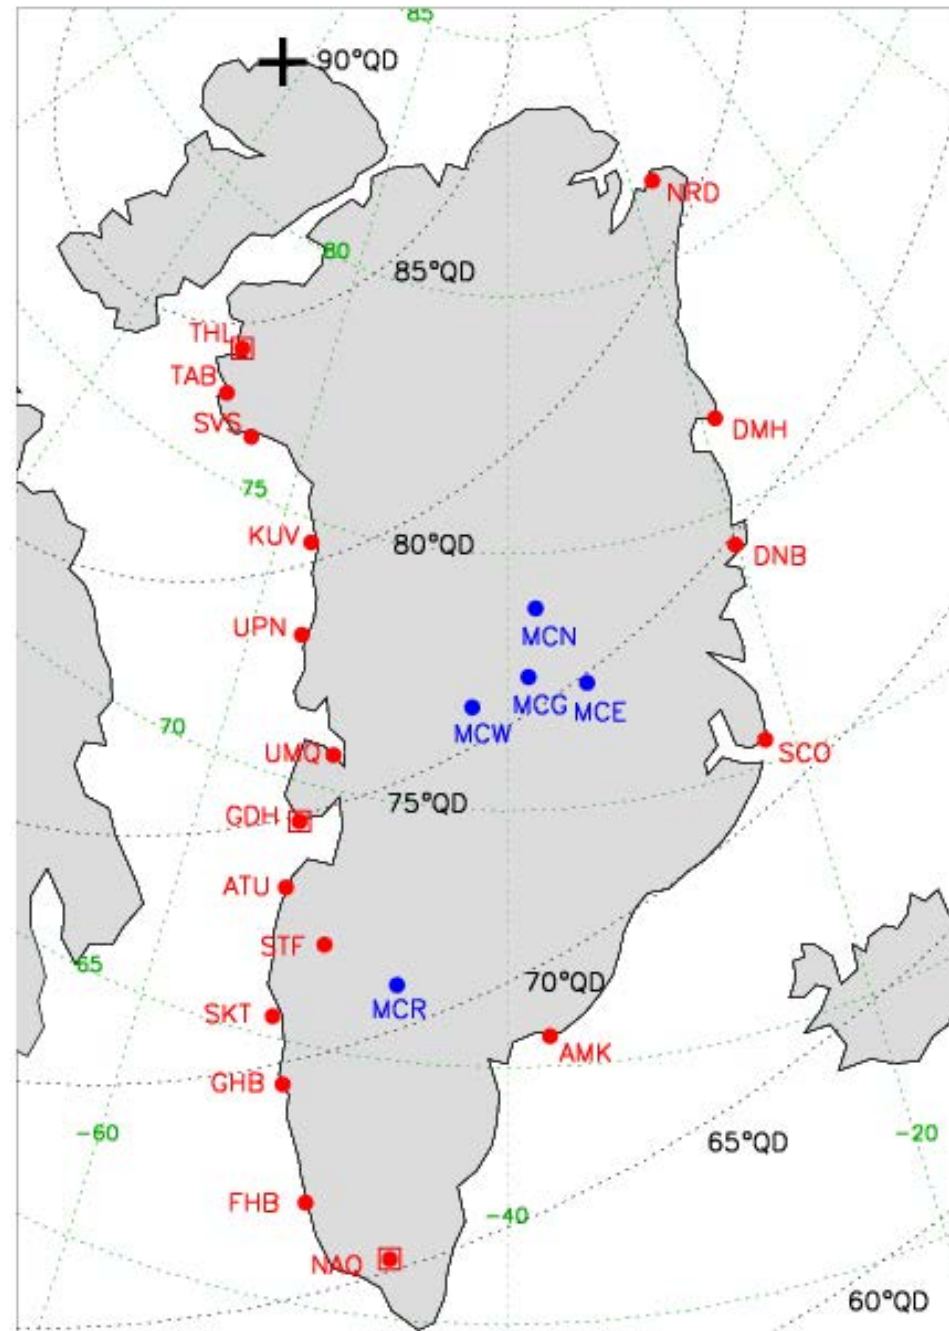 85
90°QD
NRD
80
85°QD
THL
TAB
SVS
DMH
75
KUV
80°QD
DNB
UPN
MCN
MCG
MCE
MCW
70
UMQ
SCO
75°QD
GDH
ATU
STF
65
70°QD
MCR
SKT
AMK
GHB
-60
65°QD
-20
FHB
-40
NAQ
60°QD